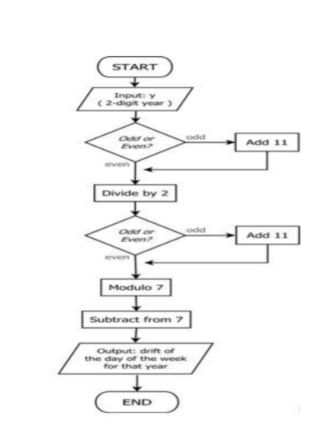 START
Input: y
( 2-digit year )
Odd or
Even?
odd
Add 11
even
Divide by 2
Odd or
Even?
odd
Add 11
even
Modulo 7
Subtract from 7
Output: drift of
the day of the week
for that year
END